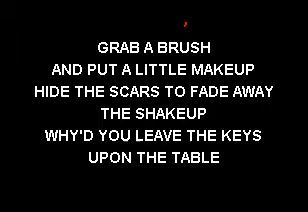 GRAB A BRUSH
AND PUT A LITTLE MAKEUP
HIDE THE SCARS TO FADE AWAY
THE SHAKEUP
WHY'D YOU LEAVE THE KEYS
UPON THE TABLE